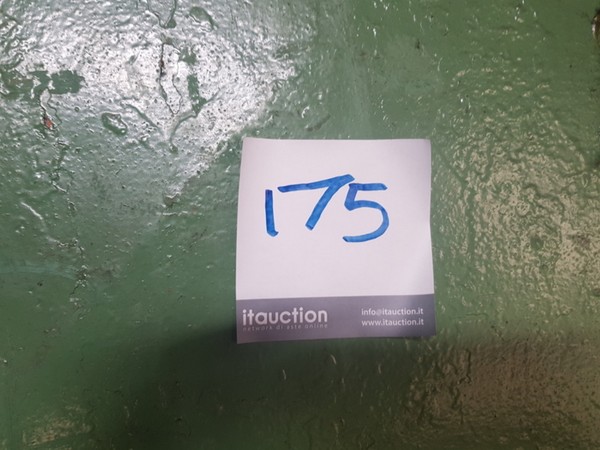 175
itauction
network di aste online
info@itauction.it
www.itauction.it